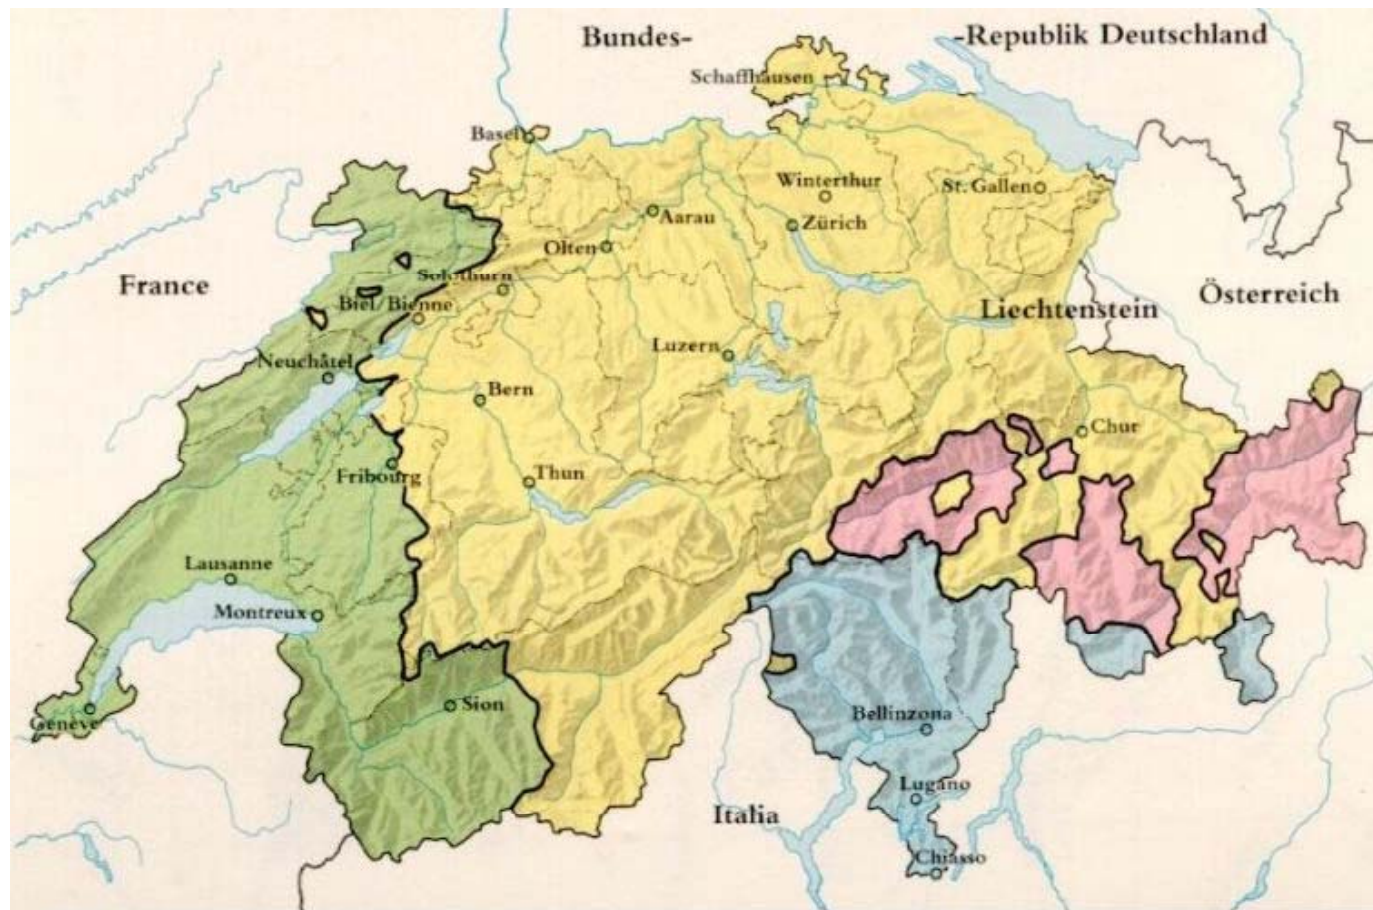 Bundes-
-Republik Deutschland
Schaffhausen
Basel
Winterthur
St. Gallen
Aarau
Zürich
Olten
France
Solothurn
Österreich
Biel/Bienne
Liechtenstein
Luzern
Neuchâtel
Bern
Chur
Fribourg
Thun
Lausanne
Montreux
Sion
Genève
Bellinzona
Lugano
Italia
Chiasso